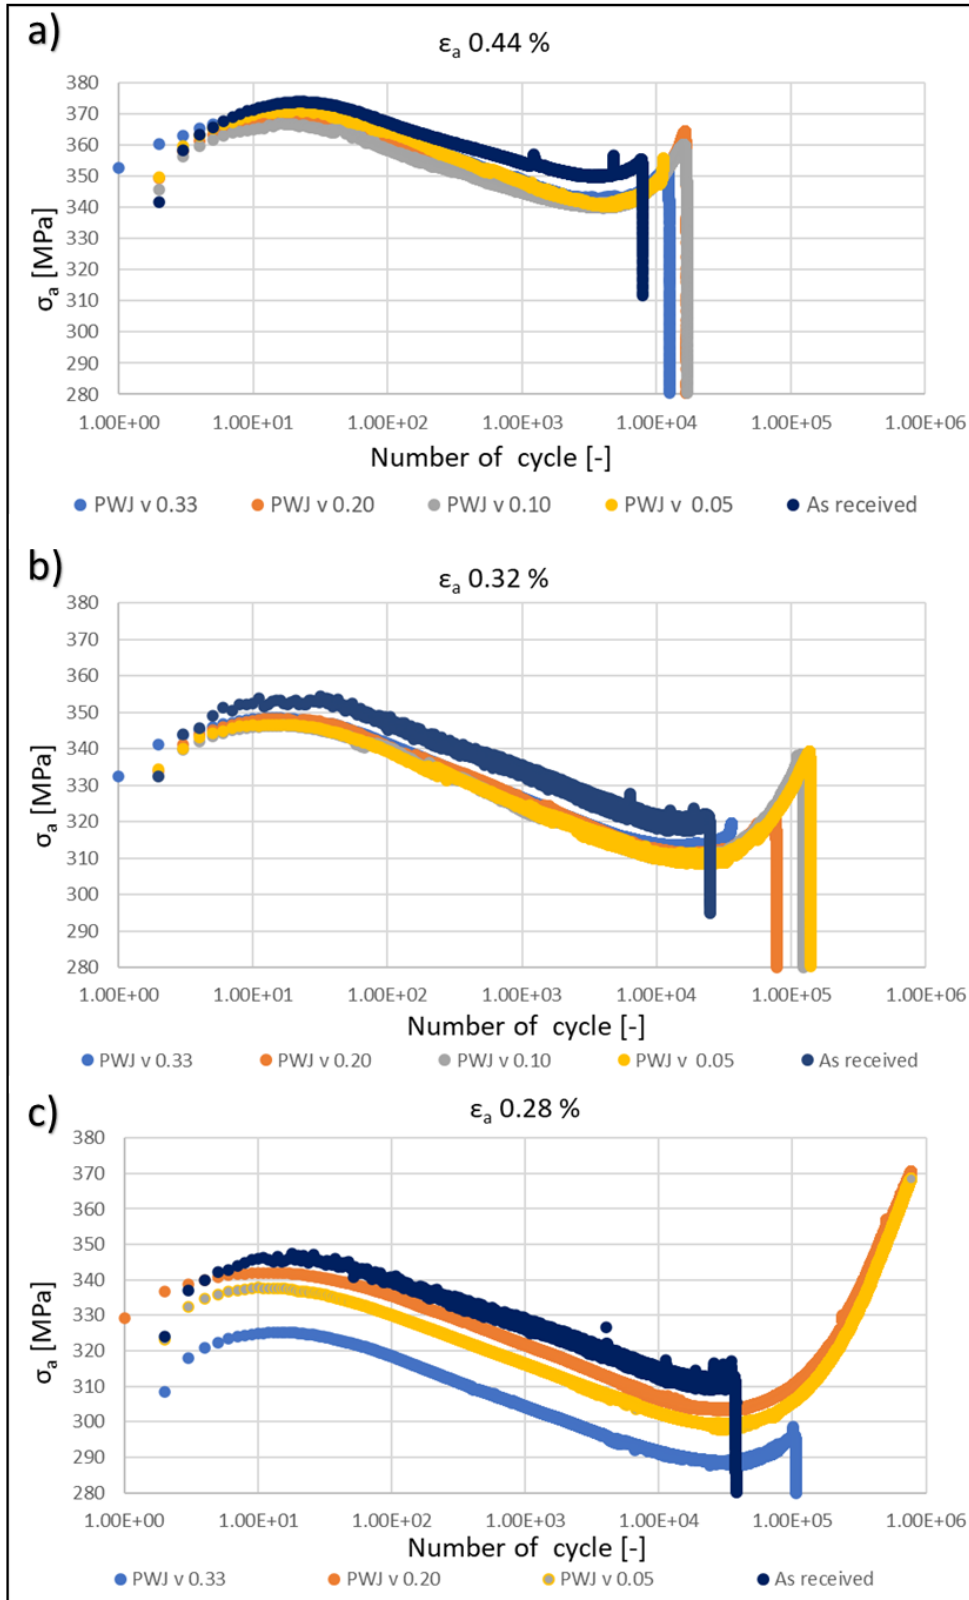 a)
εa 0.44 %
380
370
360
350
340
330
320
310
300
290
280
σa [MPa]
1.00E+00 1.00E+01 1.00E+02 1.00E+03 1.00E+04 1.00E+05 1.00E+06
Number of cycle [-]
PWJ v 0.33 PWJ v 0.20 PWJ v 0.10 PWJ v 0.05 As received
b)
εa 0.32 %
380
370
360
350
340
330
320
310
300
290
280
σa [MPa]
1.00E+00 1.00E+01 1.00E+02 1.00E+03 1.00E+04 1.00E+05 1.00E+06
Number of cycle [-]
PWJ v 0.33 PWJ v 0.20 PWJ v 0.10 PWJ v 0.05 As received
c)
εa 0.28 %
380
370
360
350
340
330
320
310
300
290
280
σa [MPa]
1.00E+00 1.00E+01 1.00E+02 1.00E+03 1.00E+04 1.00E+05 1.00E+06
Number of cycle [-]
PWJ v 0.33 PWJ v 0.20 PWJ v 0.05 As received